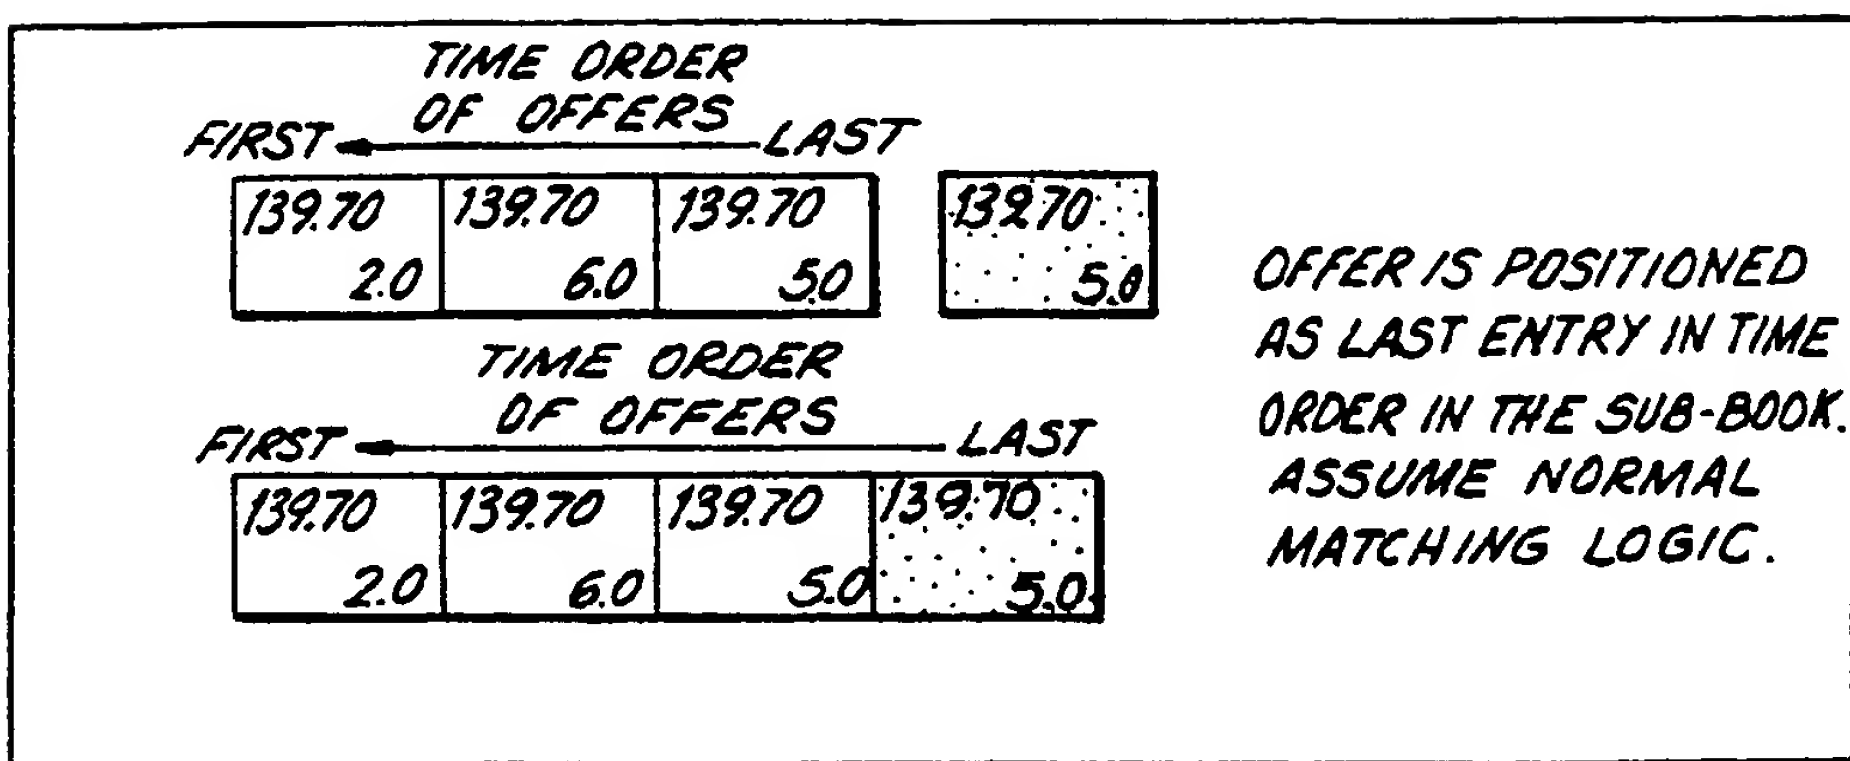 TIME ORDER
OF OFFERS
FIRST LAST
139.70 139.70 139.70 139.70
2.0 6.0 5.0 5.0
TIME ORDER
OF OFFERS
FIRST LAST
139.70 139.70 139.70 139.70
2.0 6.0 5.0 5.0
OFFER IS POSITIONED
AS LAST ENTRY IN TIME
ORDER IN THE SUB-BOOK.
ASSUME NORMAL
MATCHING LOGIC.